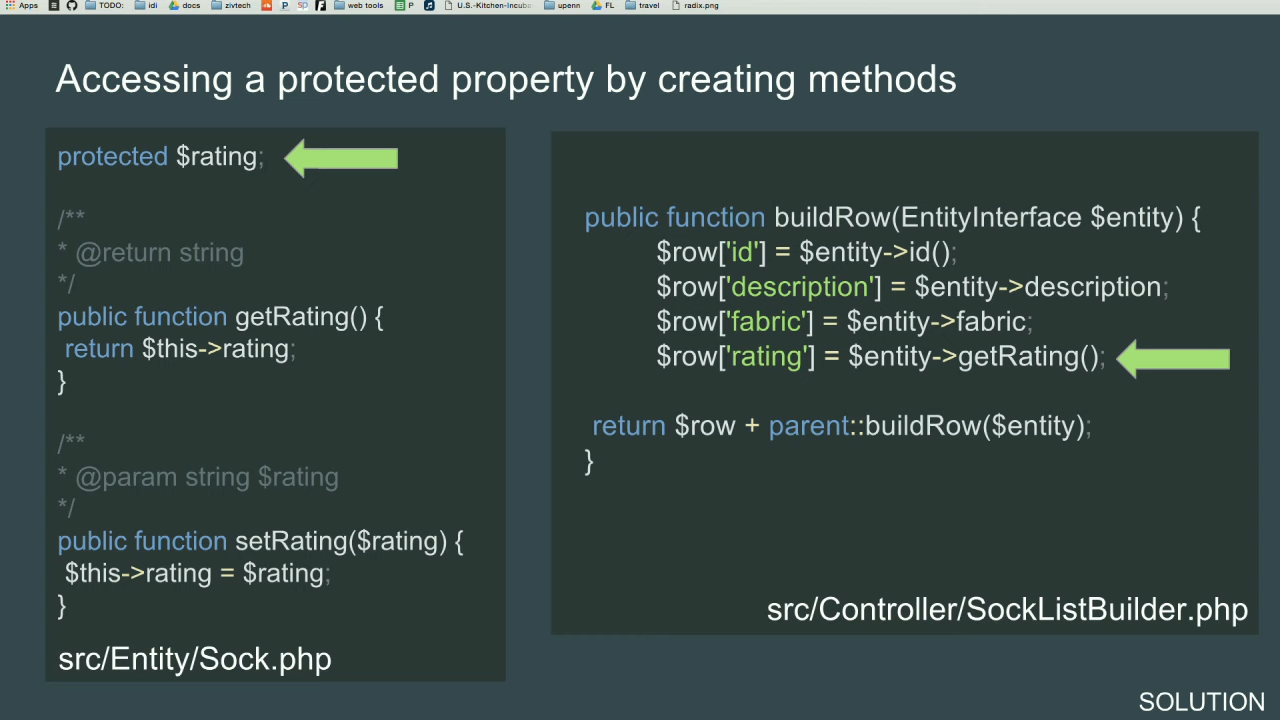 Apps TODO: idi docs zivtech P SP F web tools P U.S.-Kitchen-Incub upenn FL travel radix.png
Accessing a protected property by creating methods
protected $rating;
/**
* @return string
*/
public function getRating() {
return $this->rating;
}
/**
* @param string $rating
*/
public function setRating($rating) {
$this->rating = $rating;
}
src/Entity/Sock.php
public function buildRow(EntityInterface $entity) {
$row['id'] = $entity->id();
$row['description'] = $entity->description;
$row['fabric'] = $entity->fabric;
$row['rating'] = $entity->getRating();
return $row + parent::buildRow($entity);
}
src/Controller/SockListBuilder.php
SOLUTION